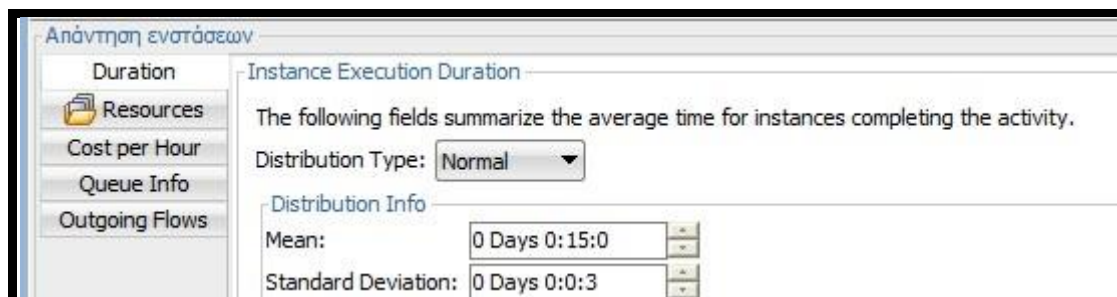 Απάντηση ενστάσεων
Duration
Resources
Cost per Hour
Queue Info
Outgoing Flows
Instance Execution Duration
The following fields summarize the average time for instances completing the activity.
Distribution Type: Normal
Distribution Info
Mean: 0 Days 0:15:0
Standard Deviation: 0 Days 0:0:3